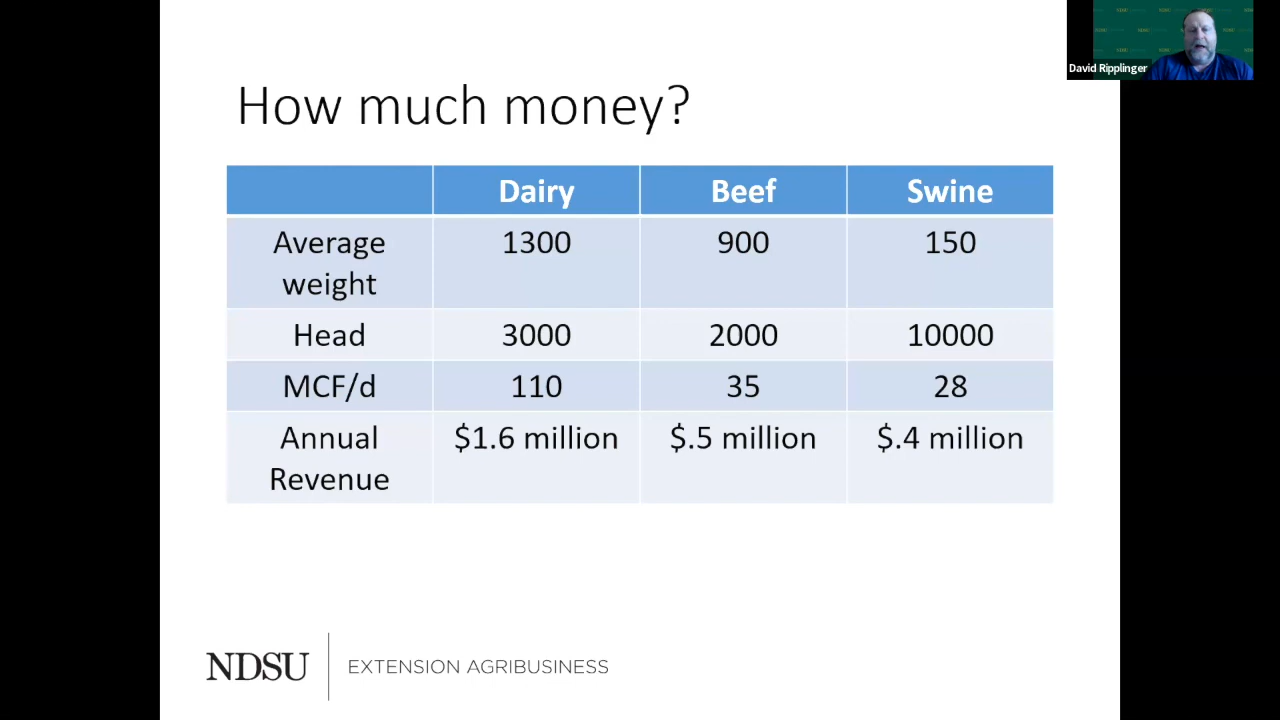 David Ripplinger
How much money?
Dairy Beef Swine
Average weight 1300 900 150
Head 3000 2000 10000
MCF/d 110 35 28
Annual Revenue $1.6 million $.5 million $.4 million
NDSU EXTENSION AGRIBUSINESS